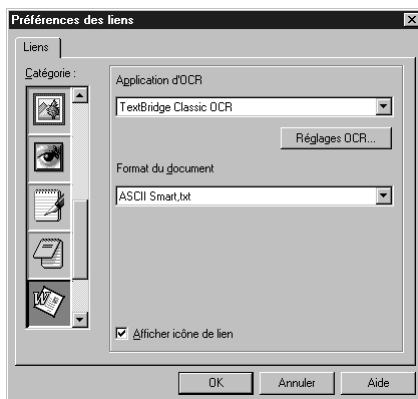 Préférences des liens
Liens
Catégorie :
Application d'OCR
TextBridge Classic OCR
Réglages OCR...
Format du document
ASCII Smart,txt
W
Afficher icône de lien
OK Annuler Aide